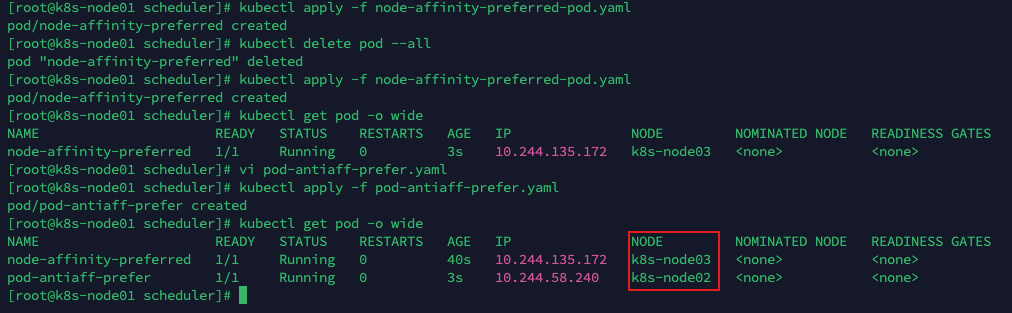 [root@k8s-node01 scheduler]# kubectl apply -f node-affinity-preferred-pod.yaml
pod/node-affinity-preferred created
[root@k8s-node01 scheduler]# kubectl delete pod --all
pod "node-affinity-preferred" deleted
[root@k8s-node01 scheduler]# kubectl apply -f node-affinity-preferred-pod.yaml
pod/node-affinity-preferred created
[root@k8s-node01 scheduler]# kubectl get pod -o wide
NAME READY STATUS RESTARTS AGE IP NODE NOMINATED NODE READINESS GATES
node-affinity-preferred 1/1 Running 0 3s 10.244.135.172 k8s-node03 <none> <none>
[root@k8s-node01 scheduler]# vi pod-antiaff-prefer.yaml
[root@k8s-node01 scheduler]# kubectl apply -f pod-antiaff-prefer.yaml
pod/pod-antiaff-prefer created
[root@k8s-node01 scheduler]# kubectl get pod -o wide
NAME READY STATUS RESTARTS AGE IP NODE NOMINATED NODE READINESS GATES
node-affinity-preferred 1/1 Running 0 40s 10.244.135.172 k8s-node03 <none> <none>
pod-antiaff-prefer 1/1 Running 0 3s 10.244.58.240 k8s-node02 <none> <none>
[root@k8s-node01 scheduler]#